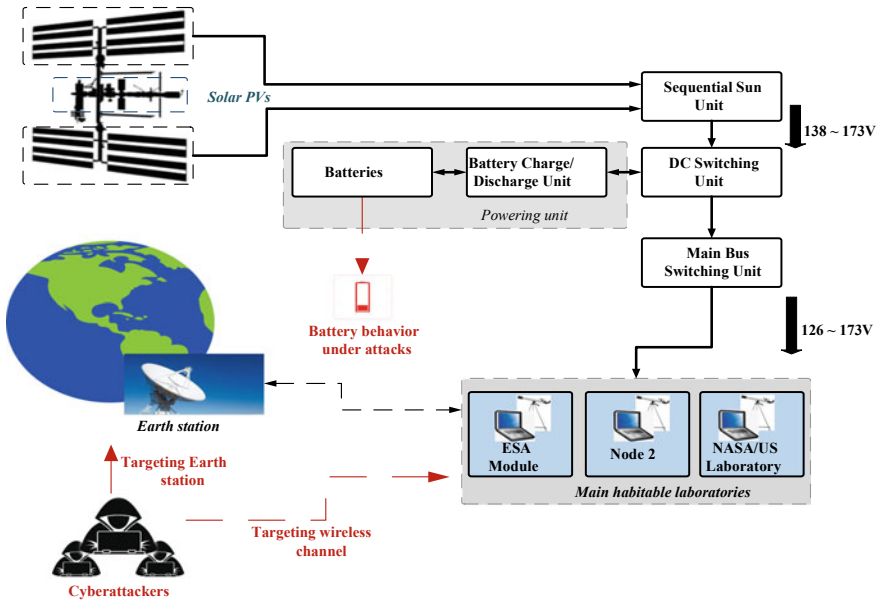 Solar PVs
Sequential Sun
Unit
138 ~ 173V
Batteries
Battery Charge/
Discharge Unit
DC Switching
Unit
Powering unit
Main Bus
Switching Unit
126 ~ 173V
Battery behavior
under attacks
Earth station
ESA
Module
Node 2
NASA/US
Laboratory
Main habitable laboratories
Targeting Earth
station
Targeting wireless
channel
Cyberattackers